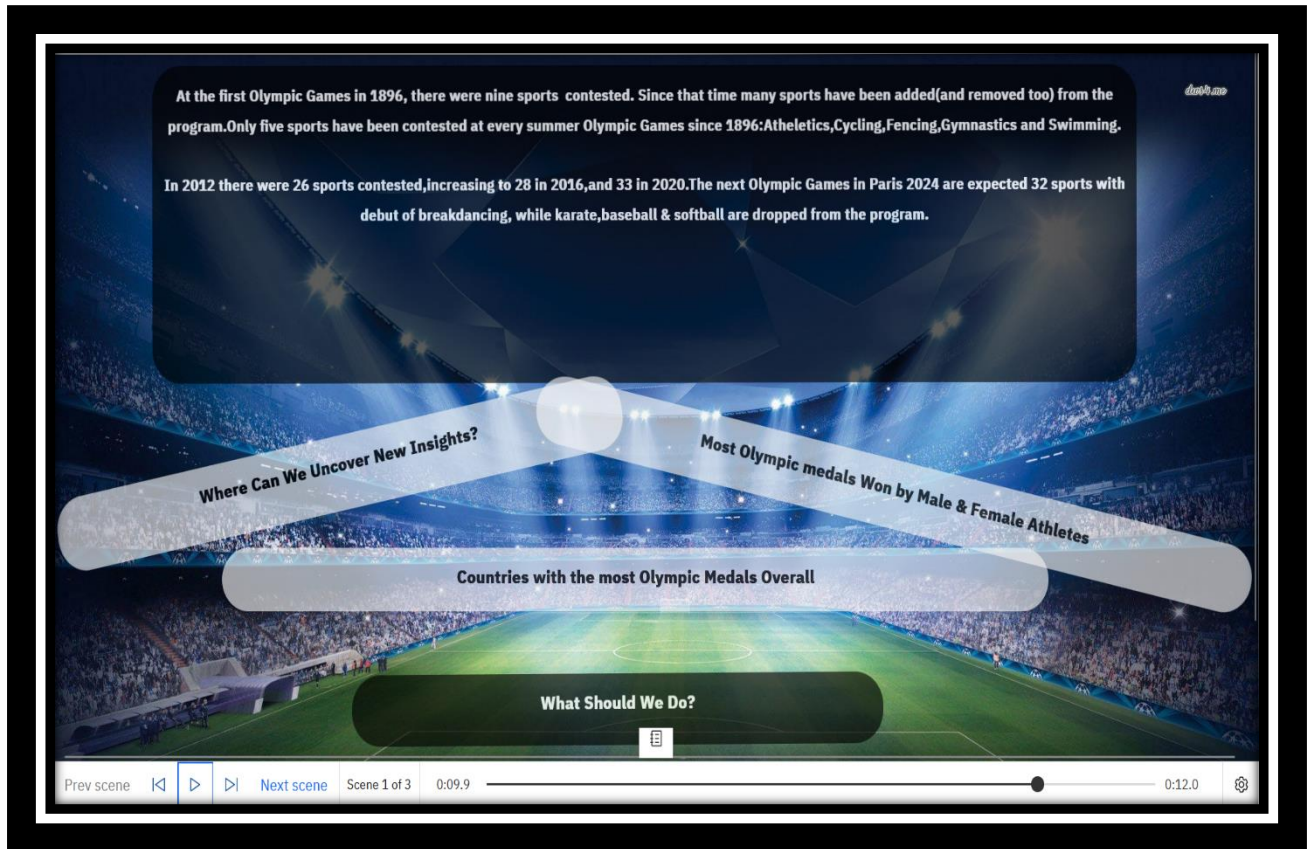 At the first Olympic Games in 1896, there were nine sports contested. Since that time many sports have been added(and removed too) from the
program.Only five sports have been contested at every summer Olympic Games since 1896:Atheletics,Cycling,Fencing,Gymnastics and Swimming.
In 2012 there were 26 sports contested,increasing to 28 in 2016,and 33 in 2020.The next Olympic Games in Paris 2024 are expected 32 sports with
debut of breakdancing, while karate,baseball & softball are dropped from the program.
Where Can We Uncover New Insights?
Most Olympic medals Won by Male & Female Athletes
Countries with the most Olympic Medals Overall
What Should We Do?
Prev scene Next scene Scene 1 of 3 0:09.9 0:12.0